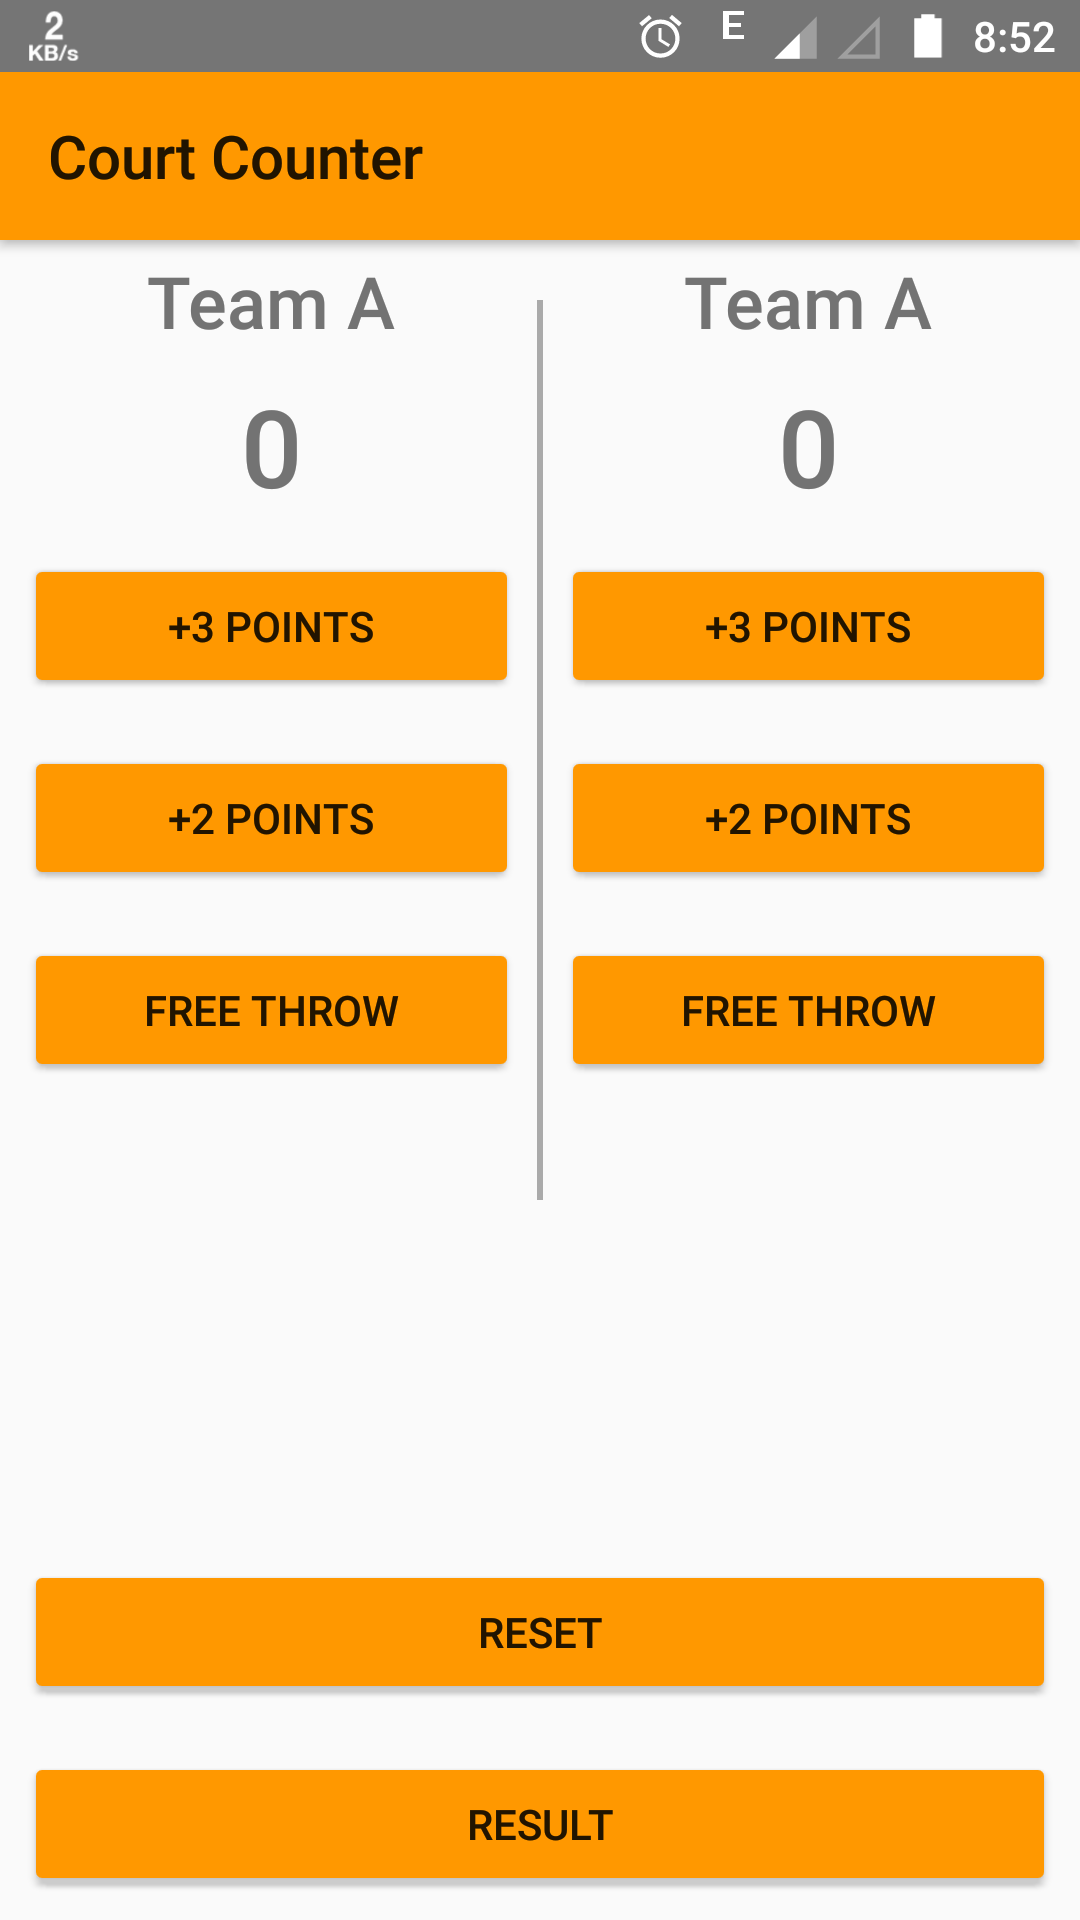 2
KB/s
E
8:52
Court Counter
Team A
Team A
0
0
+3 POINTS
+3 POINTS
+2 POINTS
+2 POINTS
FREE THROW
FREE THROW
RESET
RESULT